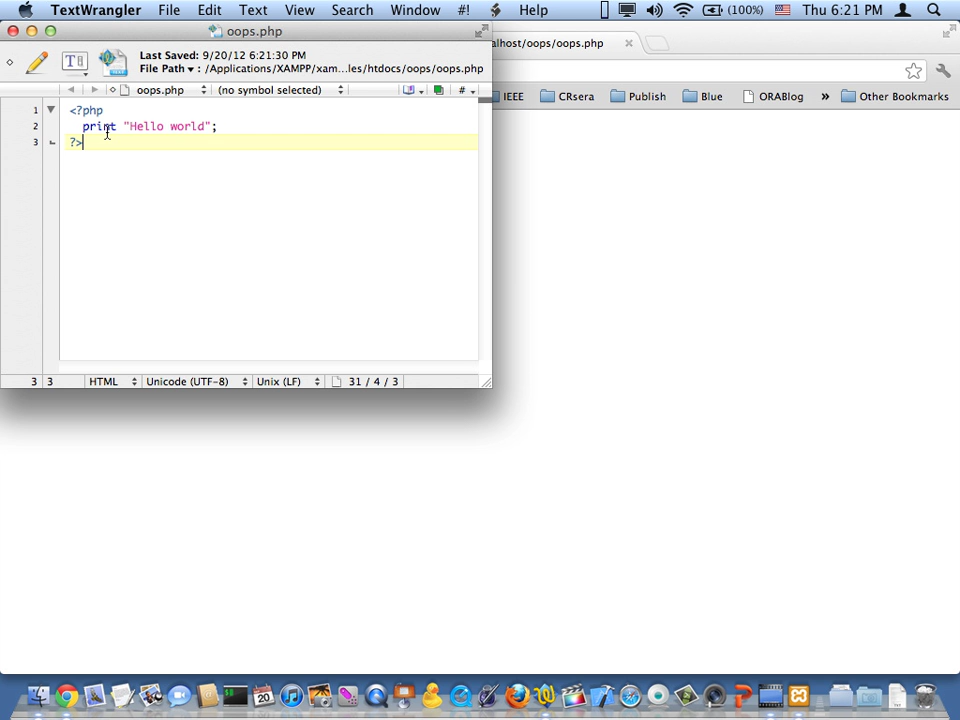 TextWrangler File Edit Text View Search Window #! Help (100%) Thu 6:21 PM
oops.php
alhost/oops/oops.php
Last Saved: 9/20/12 6:21:30 PM
File Path ▾ : /Applications/XAMPP/xam...les/htdocs/oops/oops.php
oops.php (no symbol selected) #
IEEE CRsera Publish Blue ORABlog » Other Bookmarks
1 <?php
2 print "Hello world";
3 ?>
3 3 HTML Unicode (UTF-8) Unix (LF) 31 / 4 / 3
20